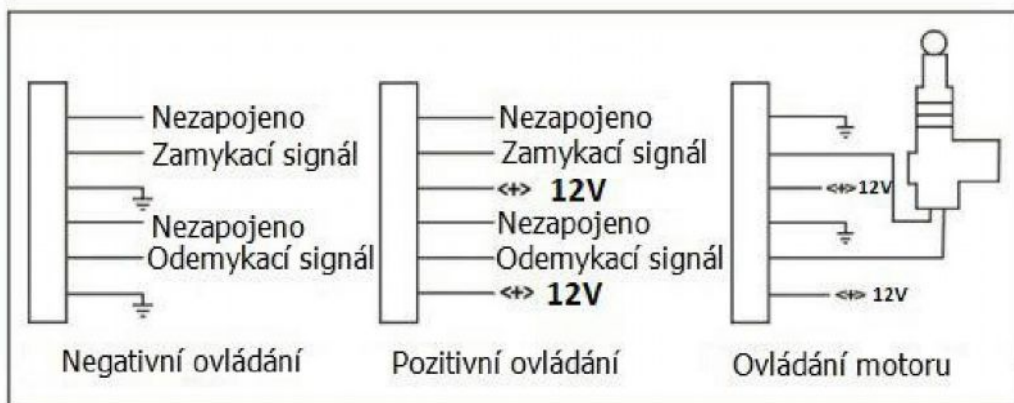 Nezapojeno
Zamykací signál
Nezapojeno
Odemykací signál
Negativní ovládání
Nezapojeno
Zamykací signál
<+> 12V
Nezapojeno
Odemykací signál
<+> 12V
Pozitivní ovládání
<+> 12V
<+> 12V
Ovládání motoru